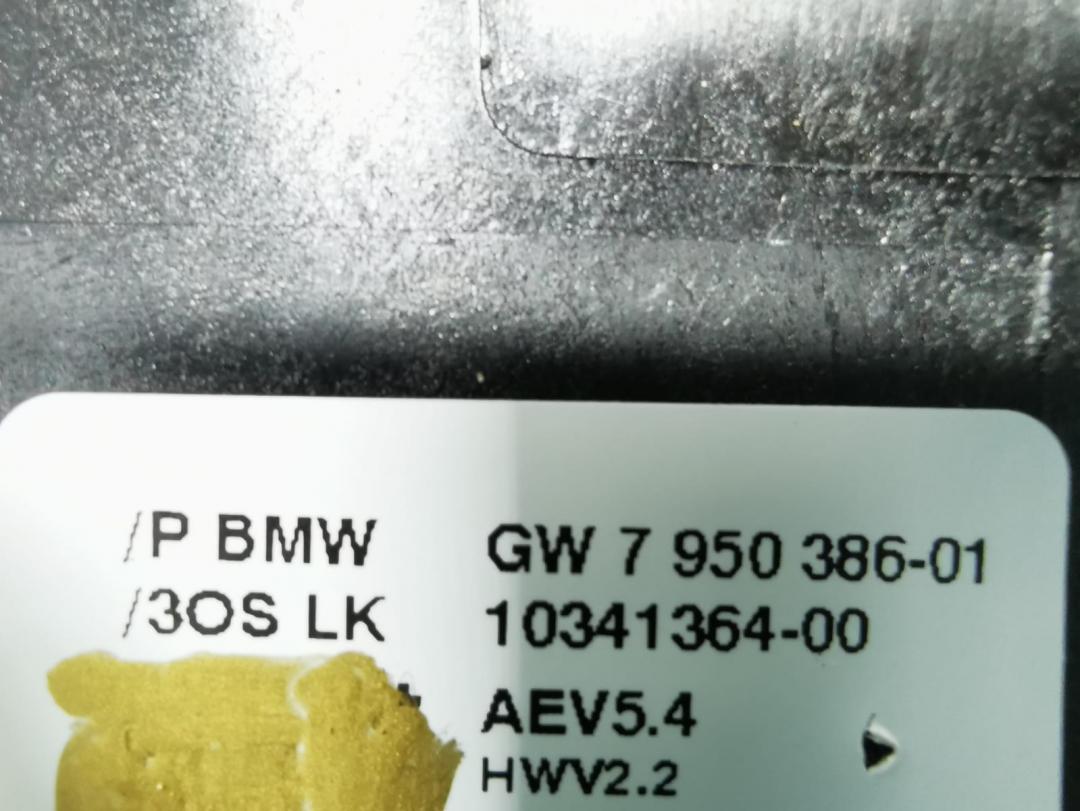 /P BMW GW 7 950 386-01
/3OS LK 10341364-00
AEV5.4
HWV2.2